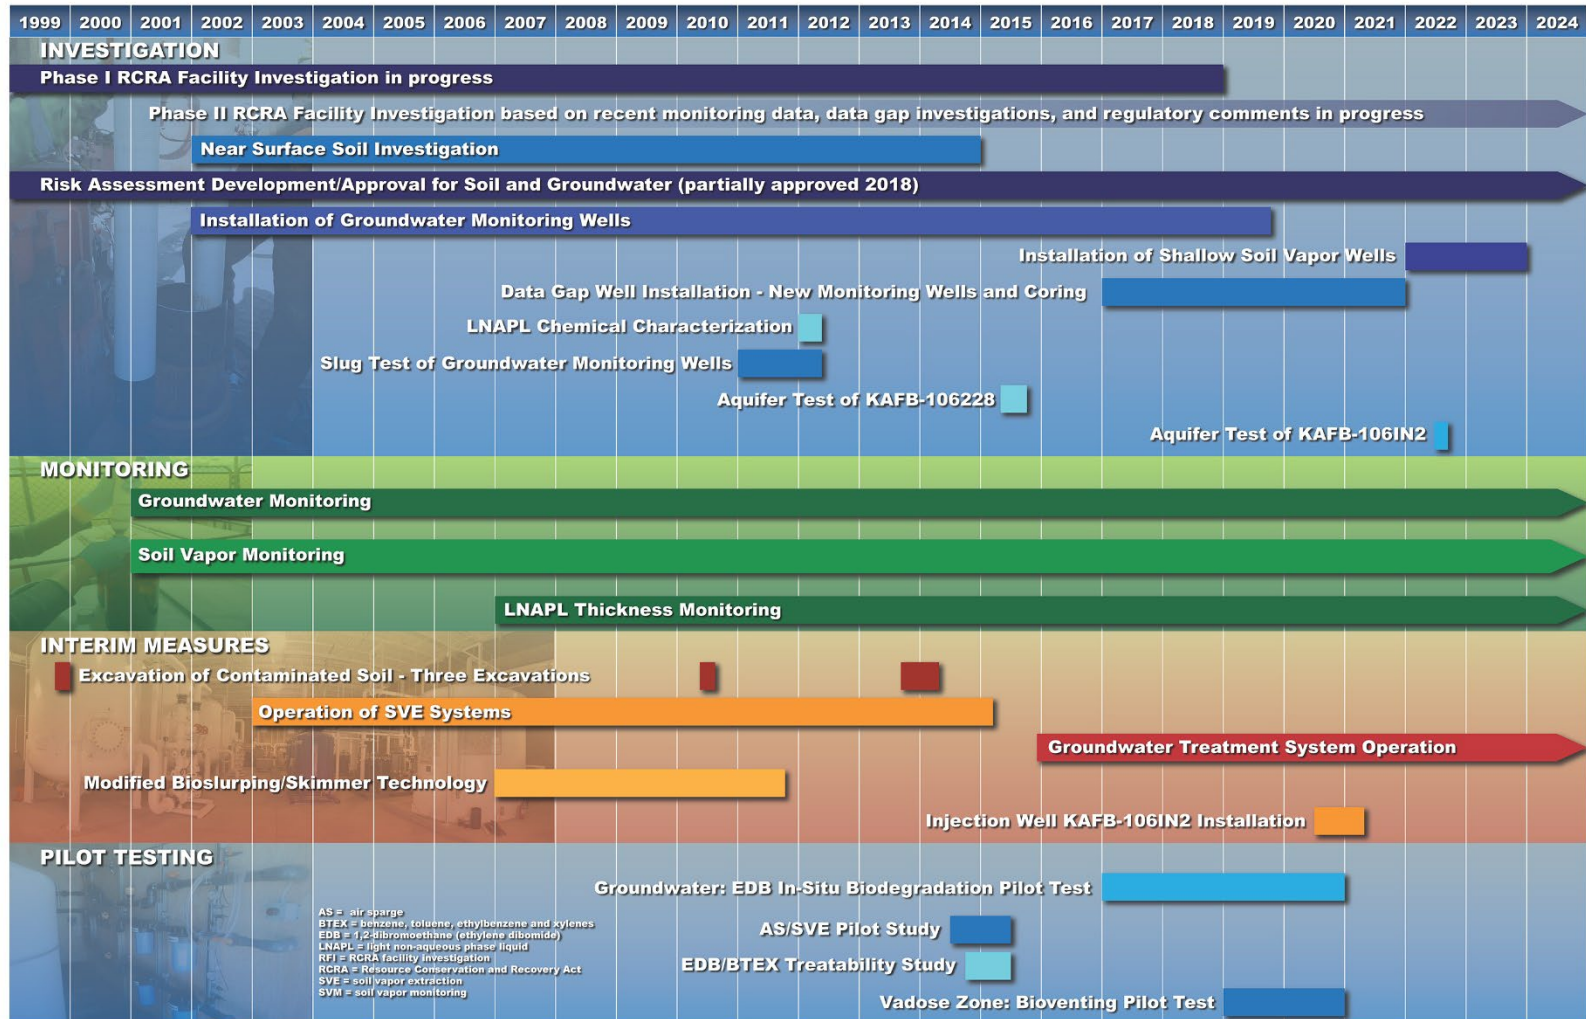 1999 2000 2001 2002 2003 2004 2005 2006 2007 2008 2009 2010 2011 2012 2013 2014 2015 2016 2017 2018 2019 2020 2021 2022 2023 2024
INVESTIGATION
Phase I RCRA Facility Investigation in progress
Phase II RCRA Facility Investigation based on recent monitoring data, data gap investigations, and regulatory comments in progress
Near Surface Soil Investigation
Risk Assessment Development/Approval for Soil and Groundwater (partially approved 2018)
Installation of Groundwater Monitoring Wells
Installation of Shallow Soil Vapor Wells
Data Gap Well Installation - New Monitoring Wells and Coring
LNAPL Chemical Characterization
Slug Test of Groundwater Monitoring Wells
Aquifer Test of KAFB-106228
Aquifer Test of KAFB-106IN2
MONITORING
Groundwater Monitoring
Soil Vapor Monitoring
LNAPL Thickness Monitoring
INTERIM MEASURES
Excavation of Contaminated Soil - Three Excavations
Operation of SVE Systems
Groundwater Treatment System Operation
Modified Bioslurping/Skimmer Technology
Injection Well KAFB-106IN2 Installation
PILOT TESTING
Groundwater: EDB In-Situ Biodegradation Pilot Test
AS/SVE Pilot Study
EDB/BTEX Treatability Study
Vadose Zone: Bioventing Pilot Test
AS = air sparge
BTEX = benzene, toluene, ethylbenzene and xylenes
EDB = 1,2-dibromoethane (ethylene dibomide)
LNAPL = light non-aqueous phase liquid
RFI = RCRA facility investigation
RCRA = Resource Conservation and Recovery Act
SVE = soil vapor extraction
SVM = soil vapor monitoring